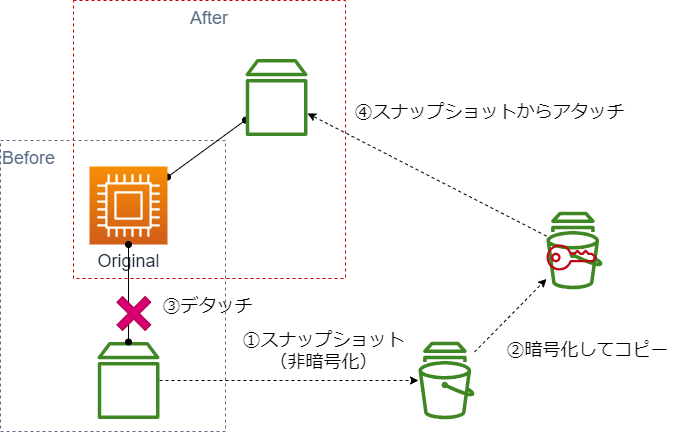 After
④スナップショットからアタッチ
Before
Original
③デタッチ
①スナップショット
（非暗号化）
②暗号化してコピー